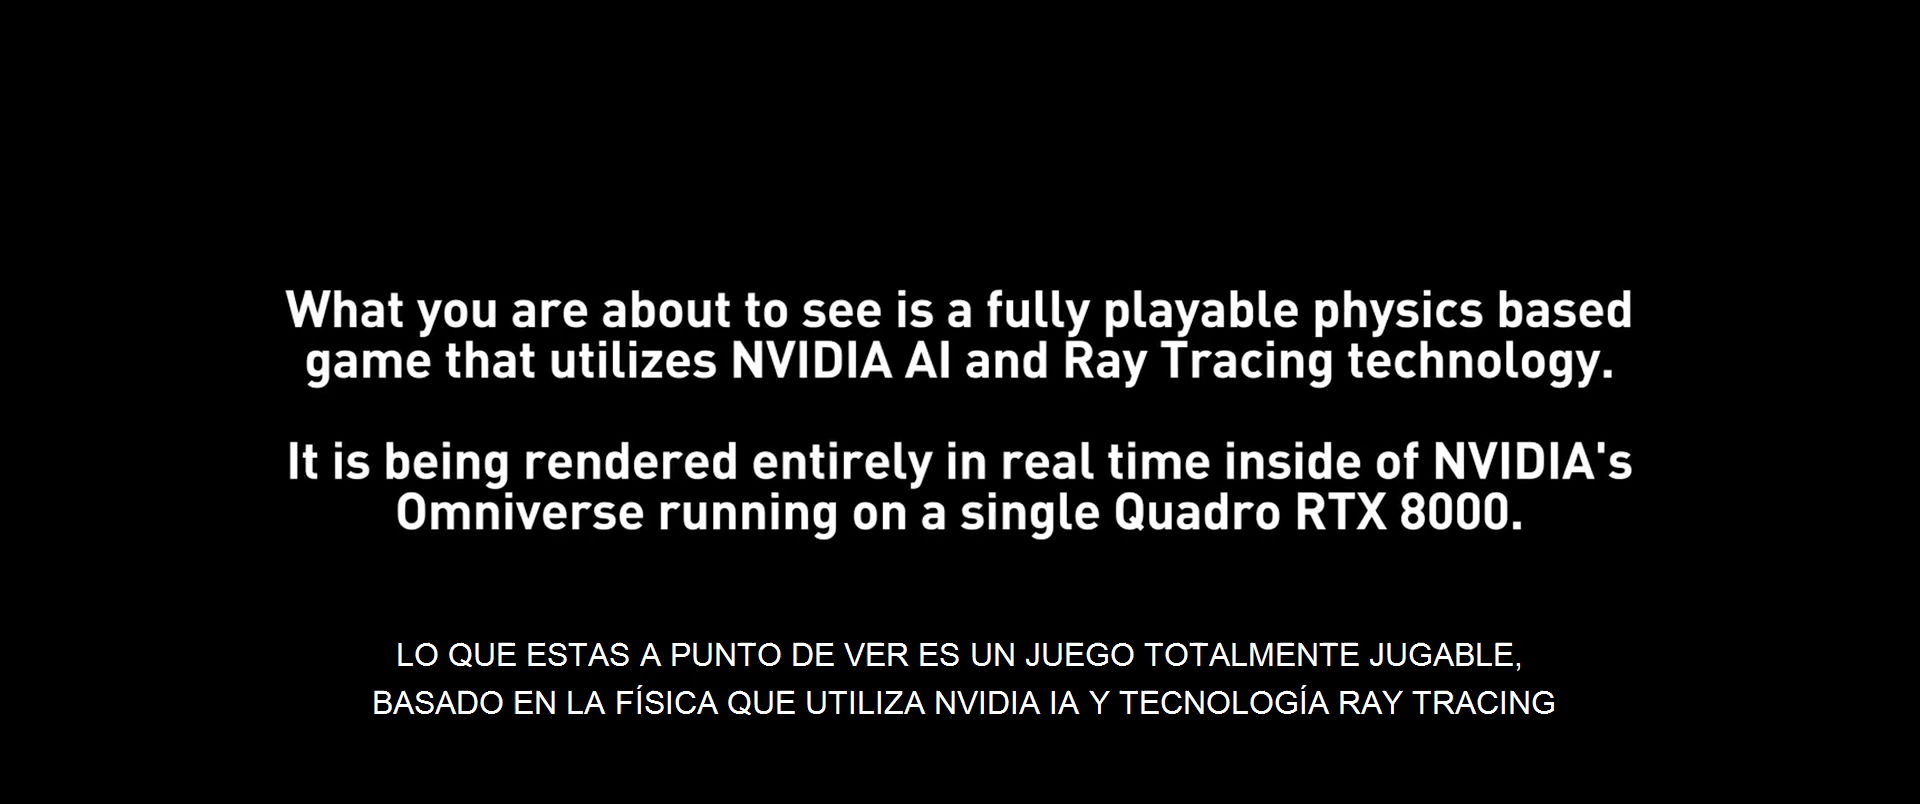 What you are about to see is a fully playable physics based
game that utilizes NVIDIA AI and Ray Tracing technology.
It is being rendered entirely in real time inside of NVIDIA's
Omniverse running on a single Quadro RTX 8000.
LO QUE ESTAS A PUNTO DE VER ES UN JUEGO TOTALMENTE JUGABLE,
BASADO EN LA FÍSICA QUE UTILIZA NVIDIA IA Y TECNOLOGÍA RAY TRACING